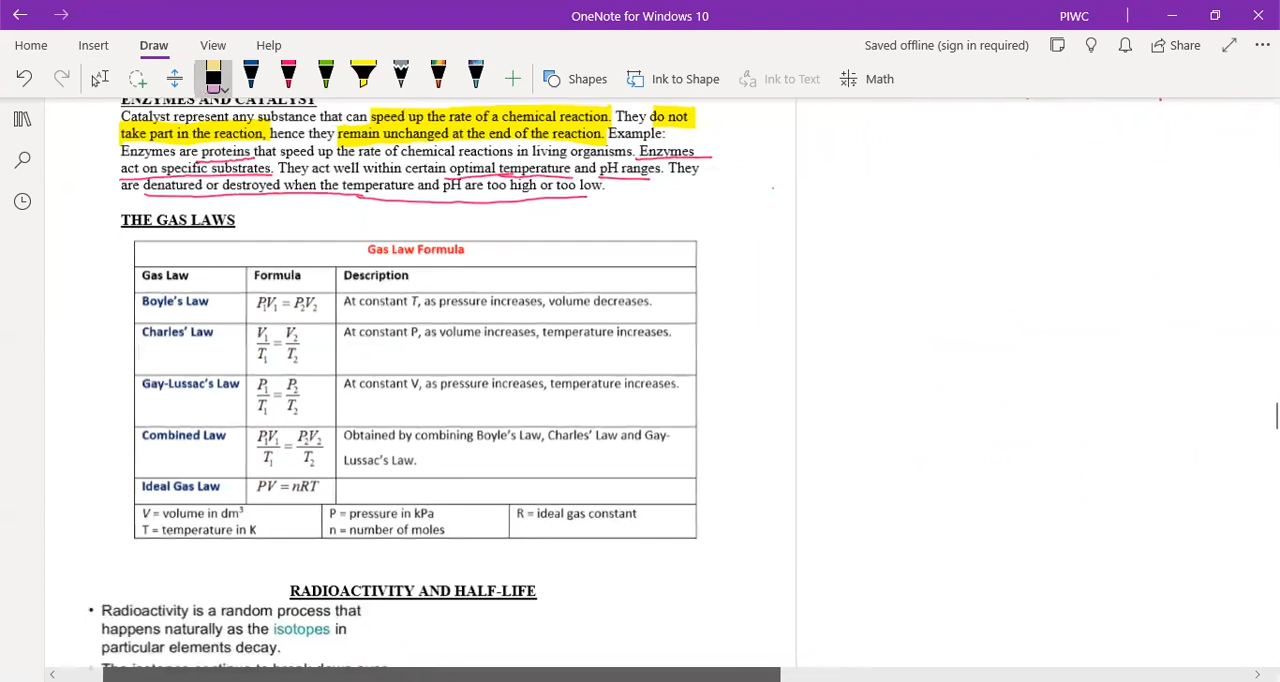 OneNote for Windows 10
PIWC
Home Insert Draw View Help
Saved offline (sign in required)
Share
Shapes Ink to Shape Ink to Text Math
ENZYMES AND CATALYST
Catalyst represent any substance that can speed up the rate of a chemical reaction. They do not
take part in the reaction, hence they remain unchanged at the end of the reaction. Example:
Enzymes are proteins that speed up the rate of chemical reactions in living organisms. Enzymes
act on specific substrates. They act well within certain optimal temperature and pH ranges. They
are denatured or destroyed when the temperature and pH are too high or too low.
THE GAS LAWS
Gas Law Formula
Gas Law Formula Description
Boyle's Law P₁V₁ = P₂V₂ At constant T, as pressure increases, volume decreases.
Charles' Law V₁/T₁ = V₂/T₂ At constant P, as volume increases, temperature increases.
Gay-Lussac's Law P₁/T₁ = P₂/T₂ At constant V, as pressure increases, temperature increases.
Combined Law P₁V₁/T₁ = P₂V₂/T₂ Obtained by combining Boyle's Law, Charles' Law and Gay-
Lussac's Law.
Ideal Gas Law PV = nRT
V = volume in dm³ P = pressure in kPa R = ideal gas constant
T = temperature in K n = number of moles
RADIOACTIVITY AND HALF-LIFE
• Radioactivity is a random process that
happens naturally as the isotopes in
particular elements decay.
• The isotopes continue to break down over